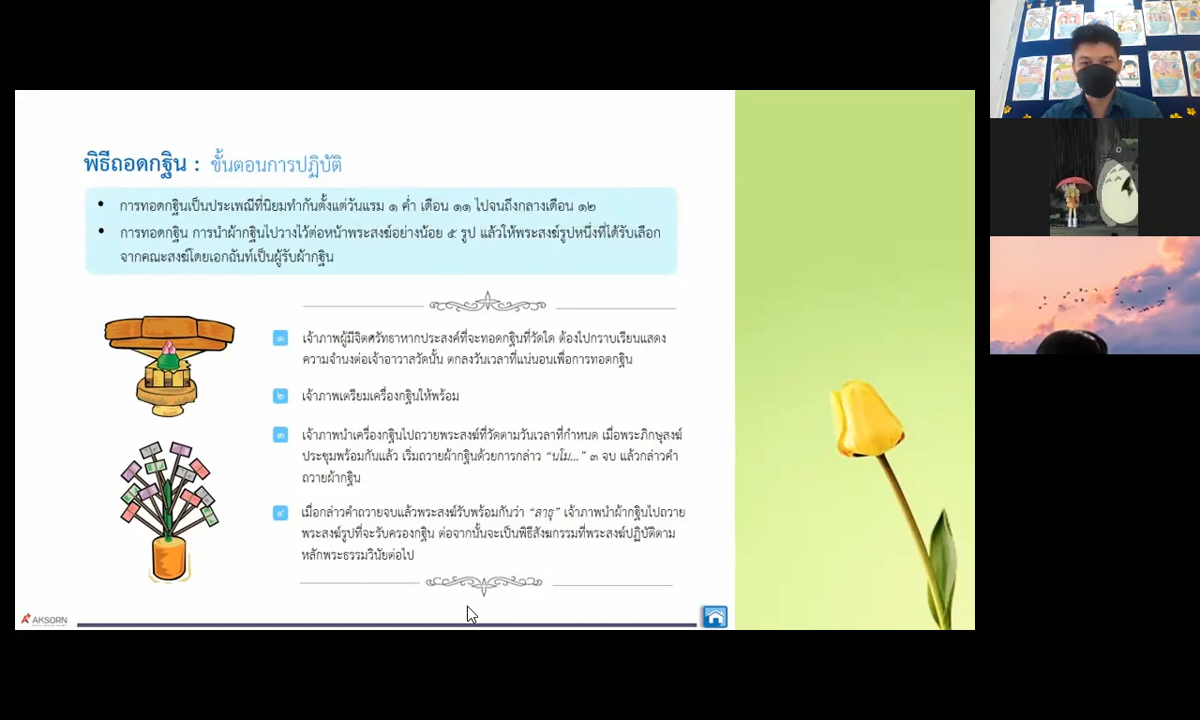 พิธีถอดกฐิน : ขั้นตอนการปฏิบัติ
• การทอดกฐินเป็นประเพณีที่นิยมทำกันตั้งแต่วันแรม ๑ ค่ำ เดือน ๑๑ ไปจนถึงกลางเดือน ๑๒
• การทอดกฐิน การนำผ้ากฐินไปวางไว้ต่อหน้าพระสงฆ์อย่างน้อย ๕ รูป แล้วให้พระสงฆ์รูปหนึ่งที่ได้รับเลือก
จากคณะสงฆ์โดยเอกฉันท์เป็นผู้รับผ้ากฐิน
๑ เจ้าภาพผู้มีจิตศรัทธาหากประสงค์ที่จะทอดกฐินที่วัดใด ต้องไปกราบเรียนแสดง
ความจำนงต่อเจ้าอาวาสวัดนั้น ตกลงวันเวลาที่แน่นอนเพื่อการทอดกฐิน
๒ เจ้าภาพเตรียมเครื่องกฐินให้พร้อม
๓ เจ้าภาพนำเครื่องกฐินไปถวายพระสงฆ์ที่วัดตามวันเวลาที่กำหนด เมื่อพระภิกษุสงฆ์
ประชุมพร้อมกันแล้ว เริ่มถวายผ้ากฐินด้วยการกล่าว “นโม...” ๓ จบ แล้วกล่าวคำ
ถวายผ้ากฐิน
๔ เมื่อกล่าวคำถวายจบแล้วพระสงฆ์รับพร้อมกันว่า “สาธุ” เจ้าภาพนำผ้ากฐินไปถวาย
พระสงฆ์รูปที่จะรับครองกฐิน ต่อจากนั้นจะเป็นพิธีสังฆกรรมที่พระสงฆ์ปฏิบัติตาม
หลักพระธรรมวินัยต่อไป
AKSORN